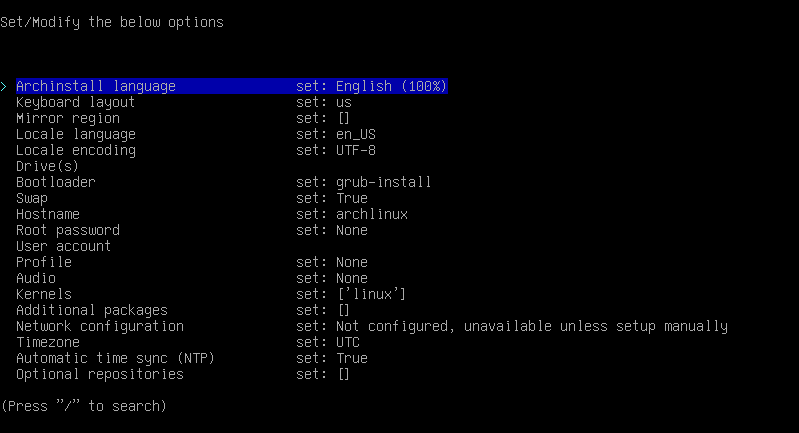 Set/Modify the below options
> Archinstall language set: English (100%)
Keyboard layout set: us
Mirror region set: []
Locale language set: en_US
Locale encoding set: UTF-8
Drive(s)
Bootloader set: grub-install
Swap set: True
Hostname set: archlinux
Root password set: None
User account
Profile set: None
Audio set: None
Kernels set: ['linux']
Additional packages set: []
Network configuration set: Not configured, unavailable unless setup manually
Timezone set: UTC
Automatic time sync (NTP) set: True
Optional repositories set: []
(Press "/" to search)